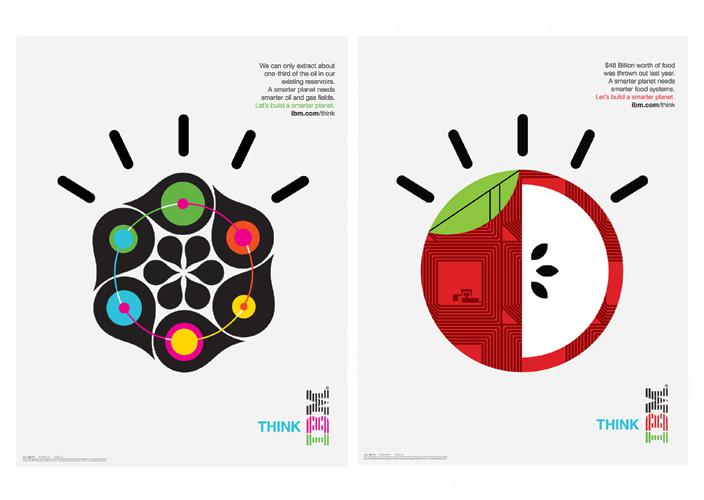 We can only extract about
one-third of the oil in our
existing reservoirs.
A smarter planet needs
smarter oil and gas fields.
Let's build a smarter planet.
ibm.com/think
THINK
IBM
$48 Billion worth of food
was thrown out last year.
A smarter planet needs
smarter food systems.
Let's build a smarter planet.
ibm.com/think
THINK
IBM